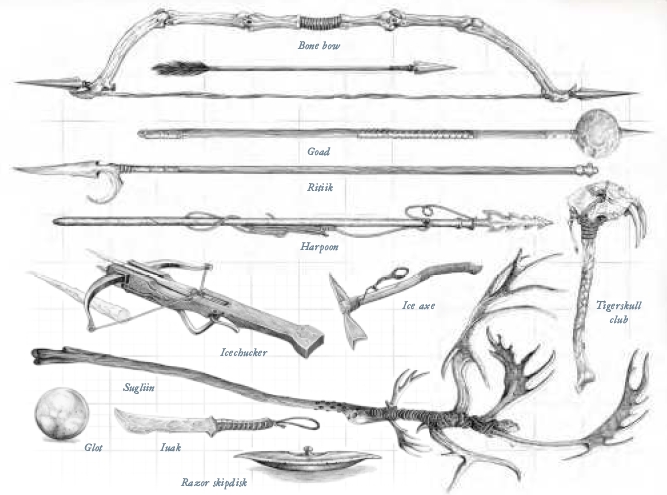 Bone bow
Goad
Ritiik
Harpoon
Ice axe
Tigerskull
club
Icechucker
Sugliin
Glot
Iuak
Razor skipdisk